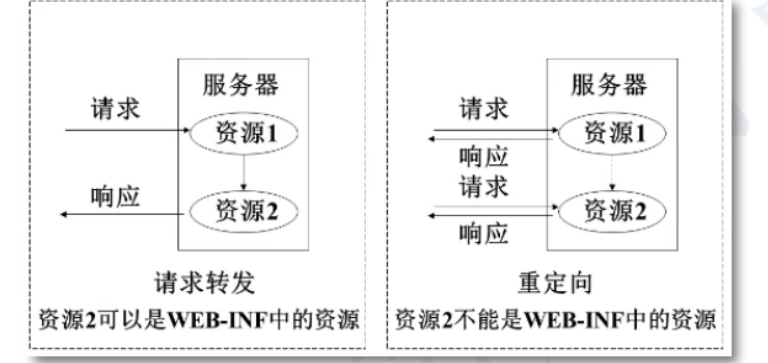 服务器
请求
资源1
响应
资源2
请求转发
资源2可以是WEB-INF中的资源
服务器
请求
资源1
响应
请求
资源2
响应
重定向
资源2不能是WEB-INF中的资源